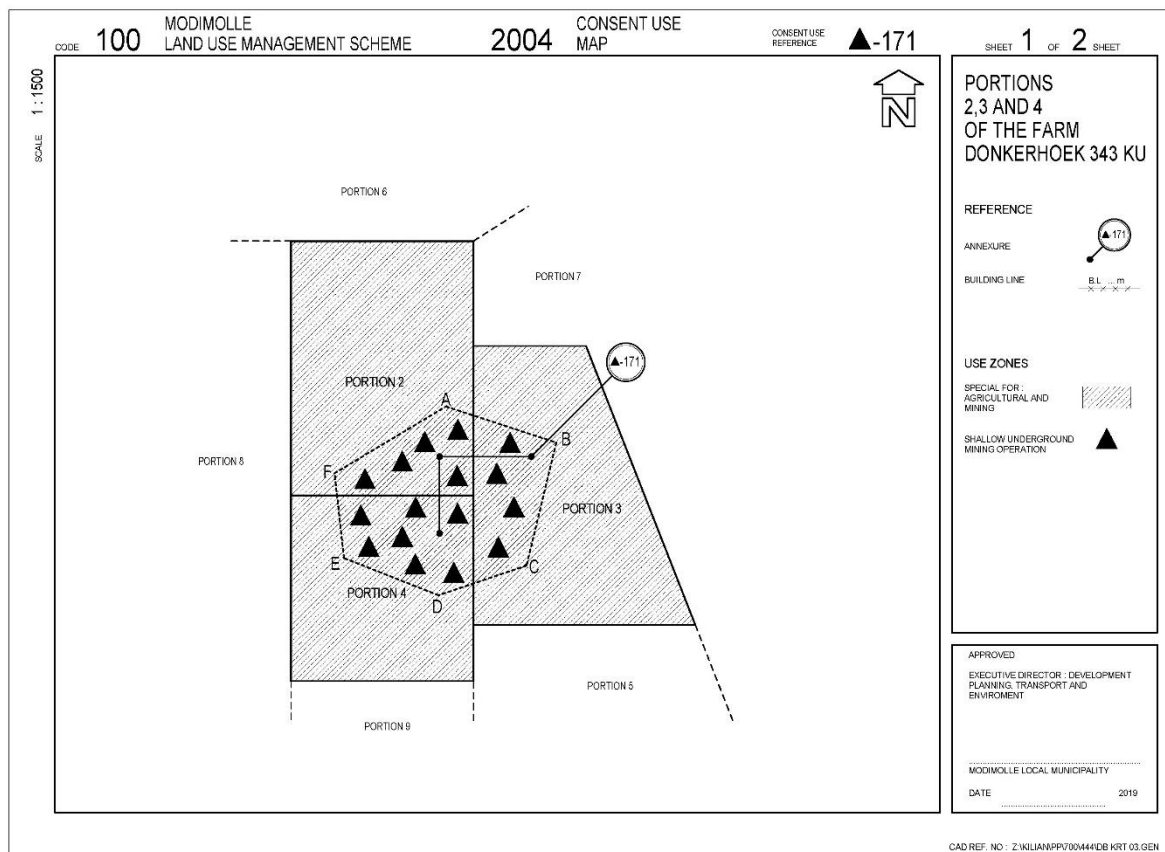 CODE 100 MODIMOLLE LAND USE MANAGEMENT SCHEME 2004 CONSENT USE MAP CONSENT USE REFERENCE ▲-171 SHEET 1 OF 2 SHEET
SCALE 1 : 1500
N
PORTION 6
PORTION 7
▲-171
PORTION 2
A
B
PORTION 8
F
PORTION 3
E
C
PORTION 4
D
PORTION 5
PORTION 9
PORTIONS
2,3 AND 4
OF THE FARM
DONKERHOEK 343 KU
REFERENCE
ANNEXURE ▲-171
BUILDING LINE B.L ... m
USE ZONES
SPECIAL FOR :
AGRICULTURAL AND
MINING
SHALLOW UNDERGROUND
MINING OPERATION
APPROVED
EXECUTIVE DIRECTOR : DEVELOPMENT
PLANNING, TRANSPORT AND
ENVIROMENT
MODIMOLLE LOCAL MUNICIPALITY
DATE 2019
CAD REF. NO : Z:\KILIAN\PP\700\444\DB KRT 03.GEN